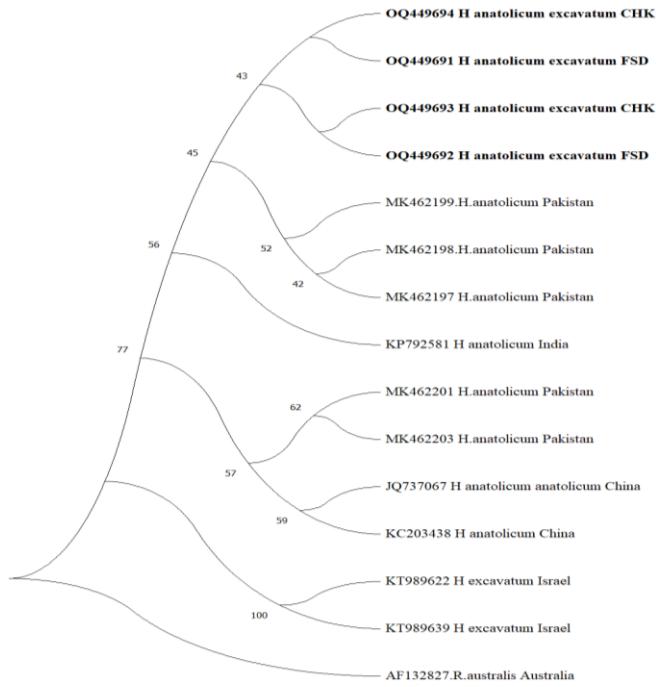 OQ449694 H anatolicum excavatum CHK
OQ449691 H anatolicum excavatum FSD
43
OQ449693 H anatolicum excavatum CHK
45
OQ449692 H anatolicum excavatum FSD
MK462199.H.anatolicum Pakistan
56
52
MK462198.H.anatolicum Pakistan
42
MK462197 H.anatolicum Pakistan
77
KP792581 H anatolicum India
MK462201 H.anatolicum Pakistan
62
MK462203 H.anatolicum Pakistan
57
JQ737067 H anatolicum anatolicum China
59
KC203438 H anatolicum China
KT989622 H excavatum Israel
100
KT989639 H excavatum Israel
AF132827.R.australis Australia